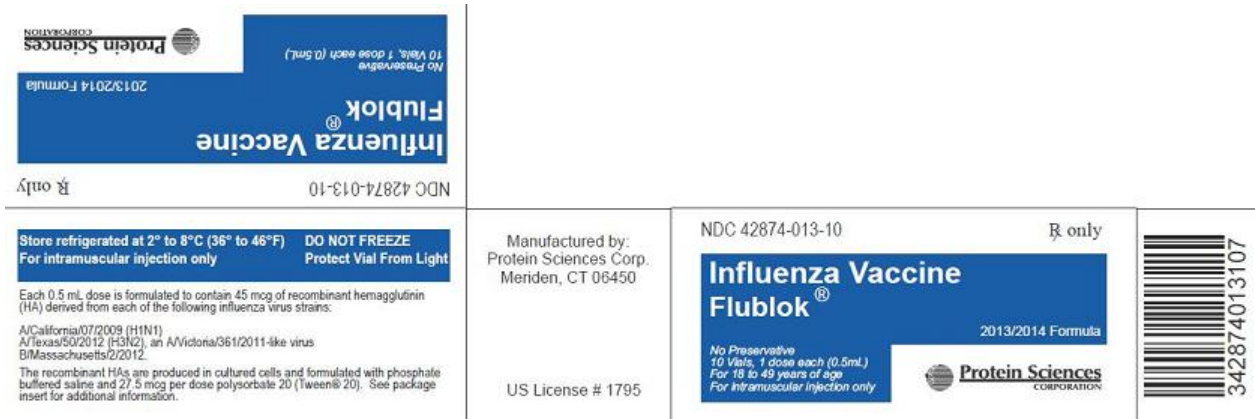 Protein Sciences
CORPORATION
No Preservative
10 Vials, 1 dose each (0.5mL)
2013/2014 Formula
Flublok®
Influenza Vaccine
NDC 42874-013-10
℞ only
Store refrigerated at 2° to 8°C (36° to 46°F) DO NOT FREEZE
For intramuscular injection only Protect Vial From Light
Each 0.5 mL dose is formulated to contain 45 mcg of recombinant hemagglutinin
(HA) derived from each of the following influenza virus strains:
A/California/07/2009 (H1N1)
A/Texas/50/2012 (H3N2), an A/Victoria/361/2011-like virus
B/Massachusetts/2/2012.
The recombinant HAs are produced in cultured cells and formulated with phosphate
buffered saline and 27.5 mcg per dose polysorbate 20 (Tween® 20). See package
insert for additional information.
Manufactured by:
Protein Sciences Corp.
Meriden, CT 06450
US License # 1795
NDC 42874-013-10
℞ only
Influenza Vaccine
Flublok®
2013/2014 Formula
No Preservative
10 Vials, 1 dose each (0.5mL)
For 18 to 49 years of age
For Intramuscular injection only
Protein Sciences
CORPORATION
342874013107